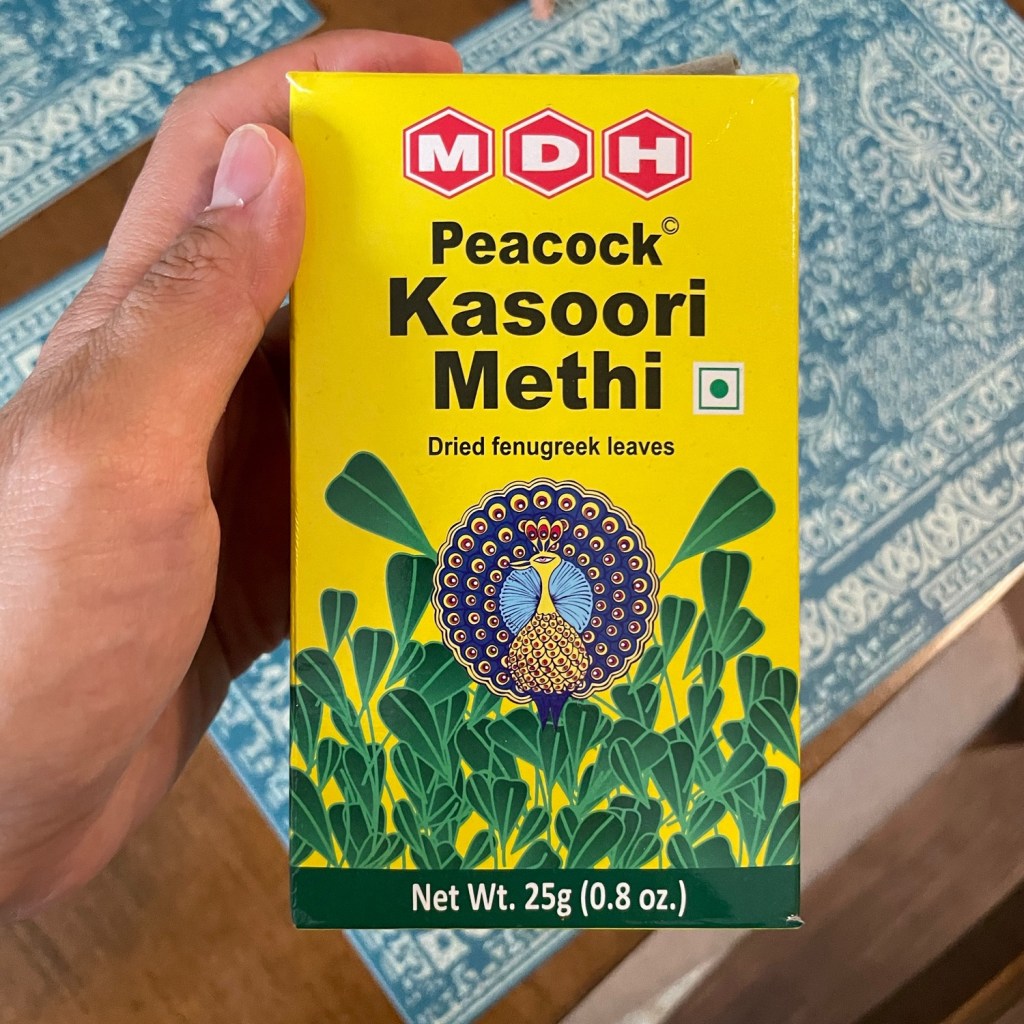 MDH
Peacock©
Kasoori
Methi
Dried fenugreek leaves
Net Wt. 25g (0.8 oz.)